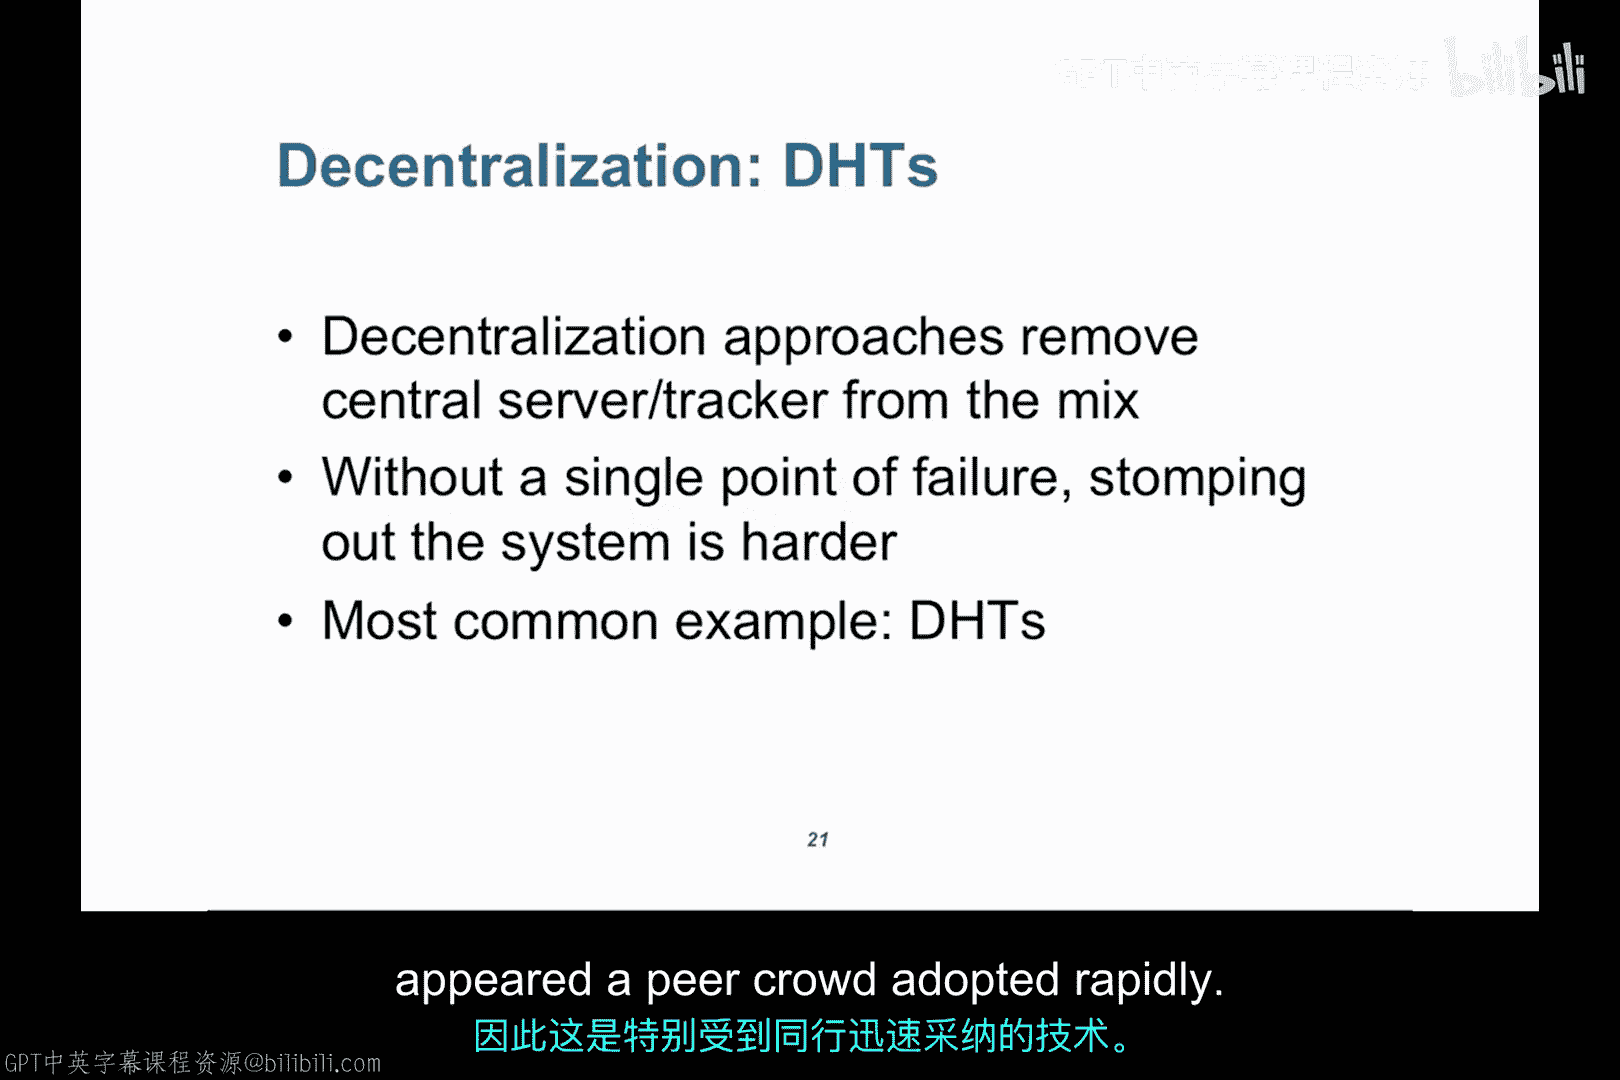 bilibili
Decentralization: DHTs
• Decentralization approaches remove
central server/tracker from the mix
• Without a single point of failure, stomping
out the system is harder
• Most common example: DHTs
21
appeared a peer crowd adopted rapidly.
因此这是特别受到同行迅速采纳的技术。
GPT中英字幕课程资源@bilibili.com